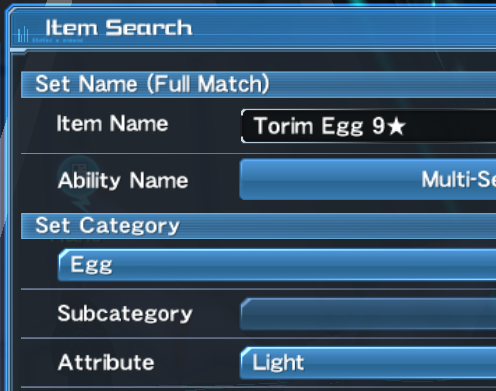 Item Search
Set Name (Full Match)
Item Name Torim Egg 9★
Ability Name Multi-Se
Set Category
Egg
Subcategory
Attribute Light